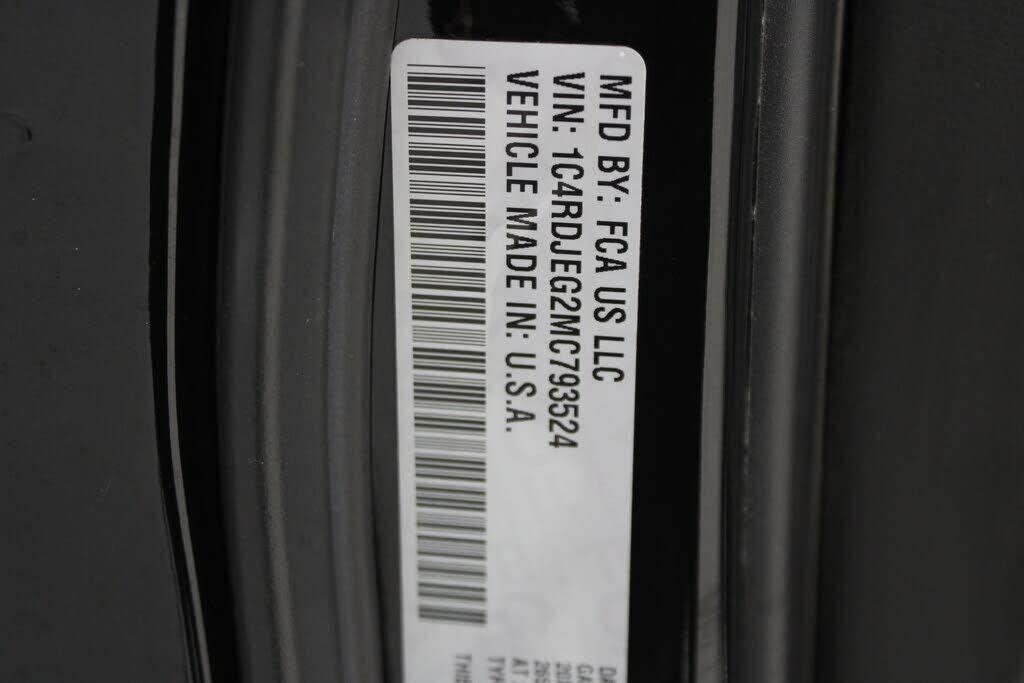 MFD BY: FCA US LLC
VIN: 1C4RDJEG2MC793524
VEHICLE MADE IN: U.S.A.